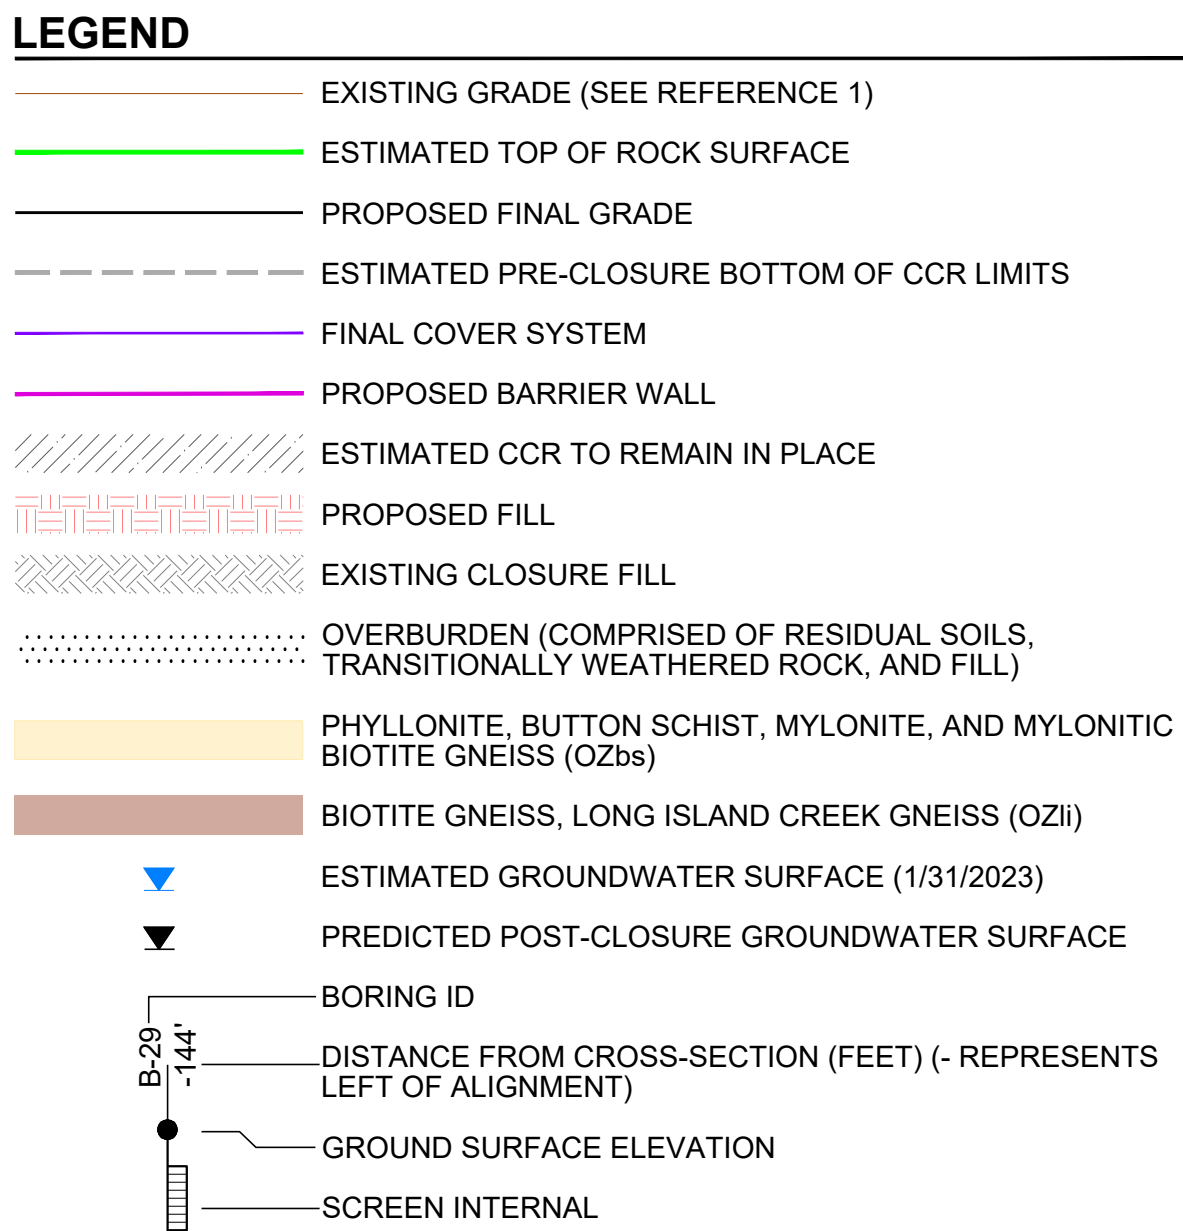 LEGEND
EXISTING GRADE (SEE REFERENCE 1)
ESTIMATED TOP OF ROCK SURFACE
PROPOSED FINAL GRADE
ESTIMATED PRE-CLOSURE BOTTOM OF CCR LIMITS
FINAL COVER SYSTEM
PROPOSED BARRIER WALL
ESTIMATED CCR TO REMAIN IN PLACE
PROPOSED FILL
EXISTING CLOSURE FILL
OVERBURDEN (COMPRISED OF RESIDUAL SOILS,
TRANSITIONALLY WEATHERED ROCK, AND FILL)
PHYLLONITE, BUTTON SCHIST, MYLONITE, AND MYLONITIC
BIOTITE GNEISS (OZbs)
BIOTITE GNEISS, LONG ISLAND CREEK GNEISS (OZli)
ESTIMATED GROUNDWATER SURFACE (1/31/2023)
PREDICTED POST-CLOSURE GROUNDWATER SURFACE
BORING ID
B-29
-144'
DISTANCE FROM CROSS-SECTION (FEET) (- REPRESENTS
LEFT OF ALIGNMENT)
GROUND SURFACE ELEVATION
SCREEN INTERNAL